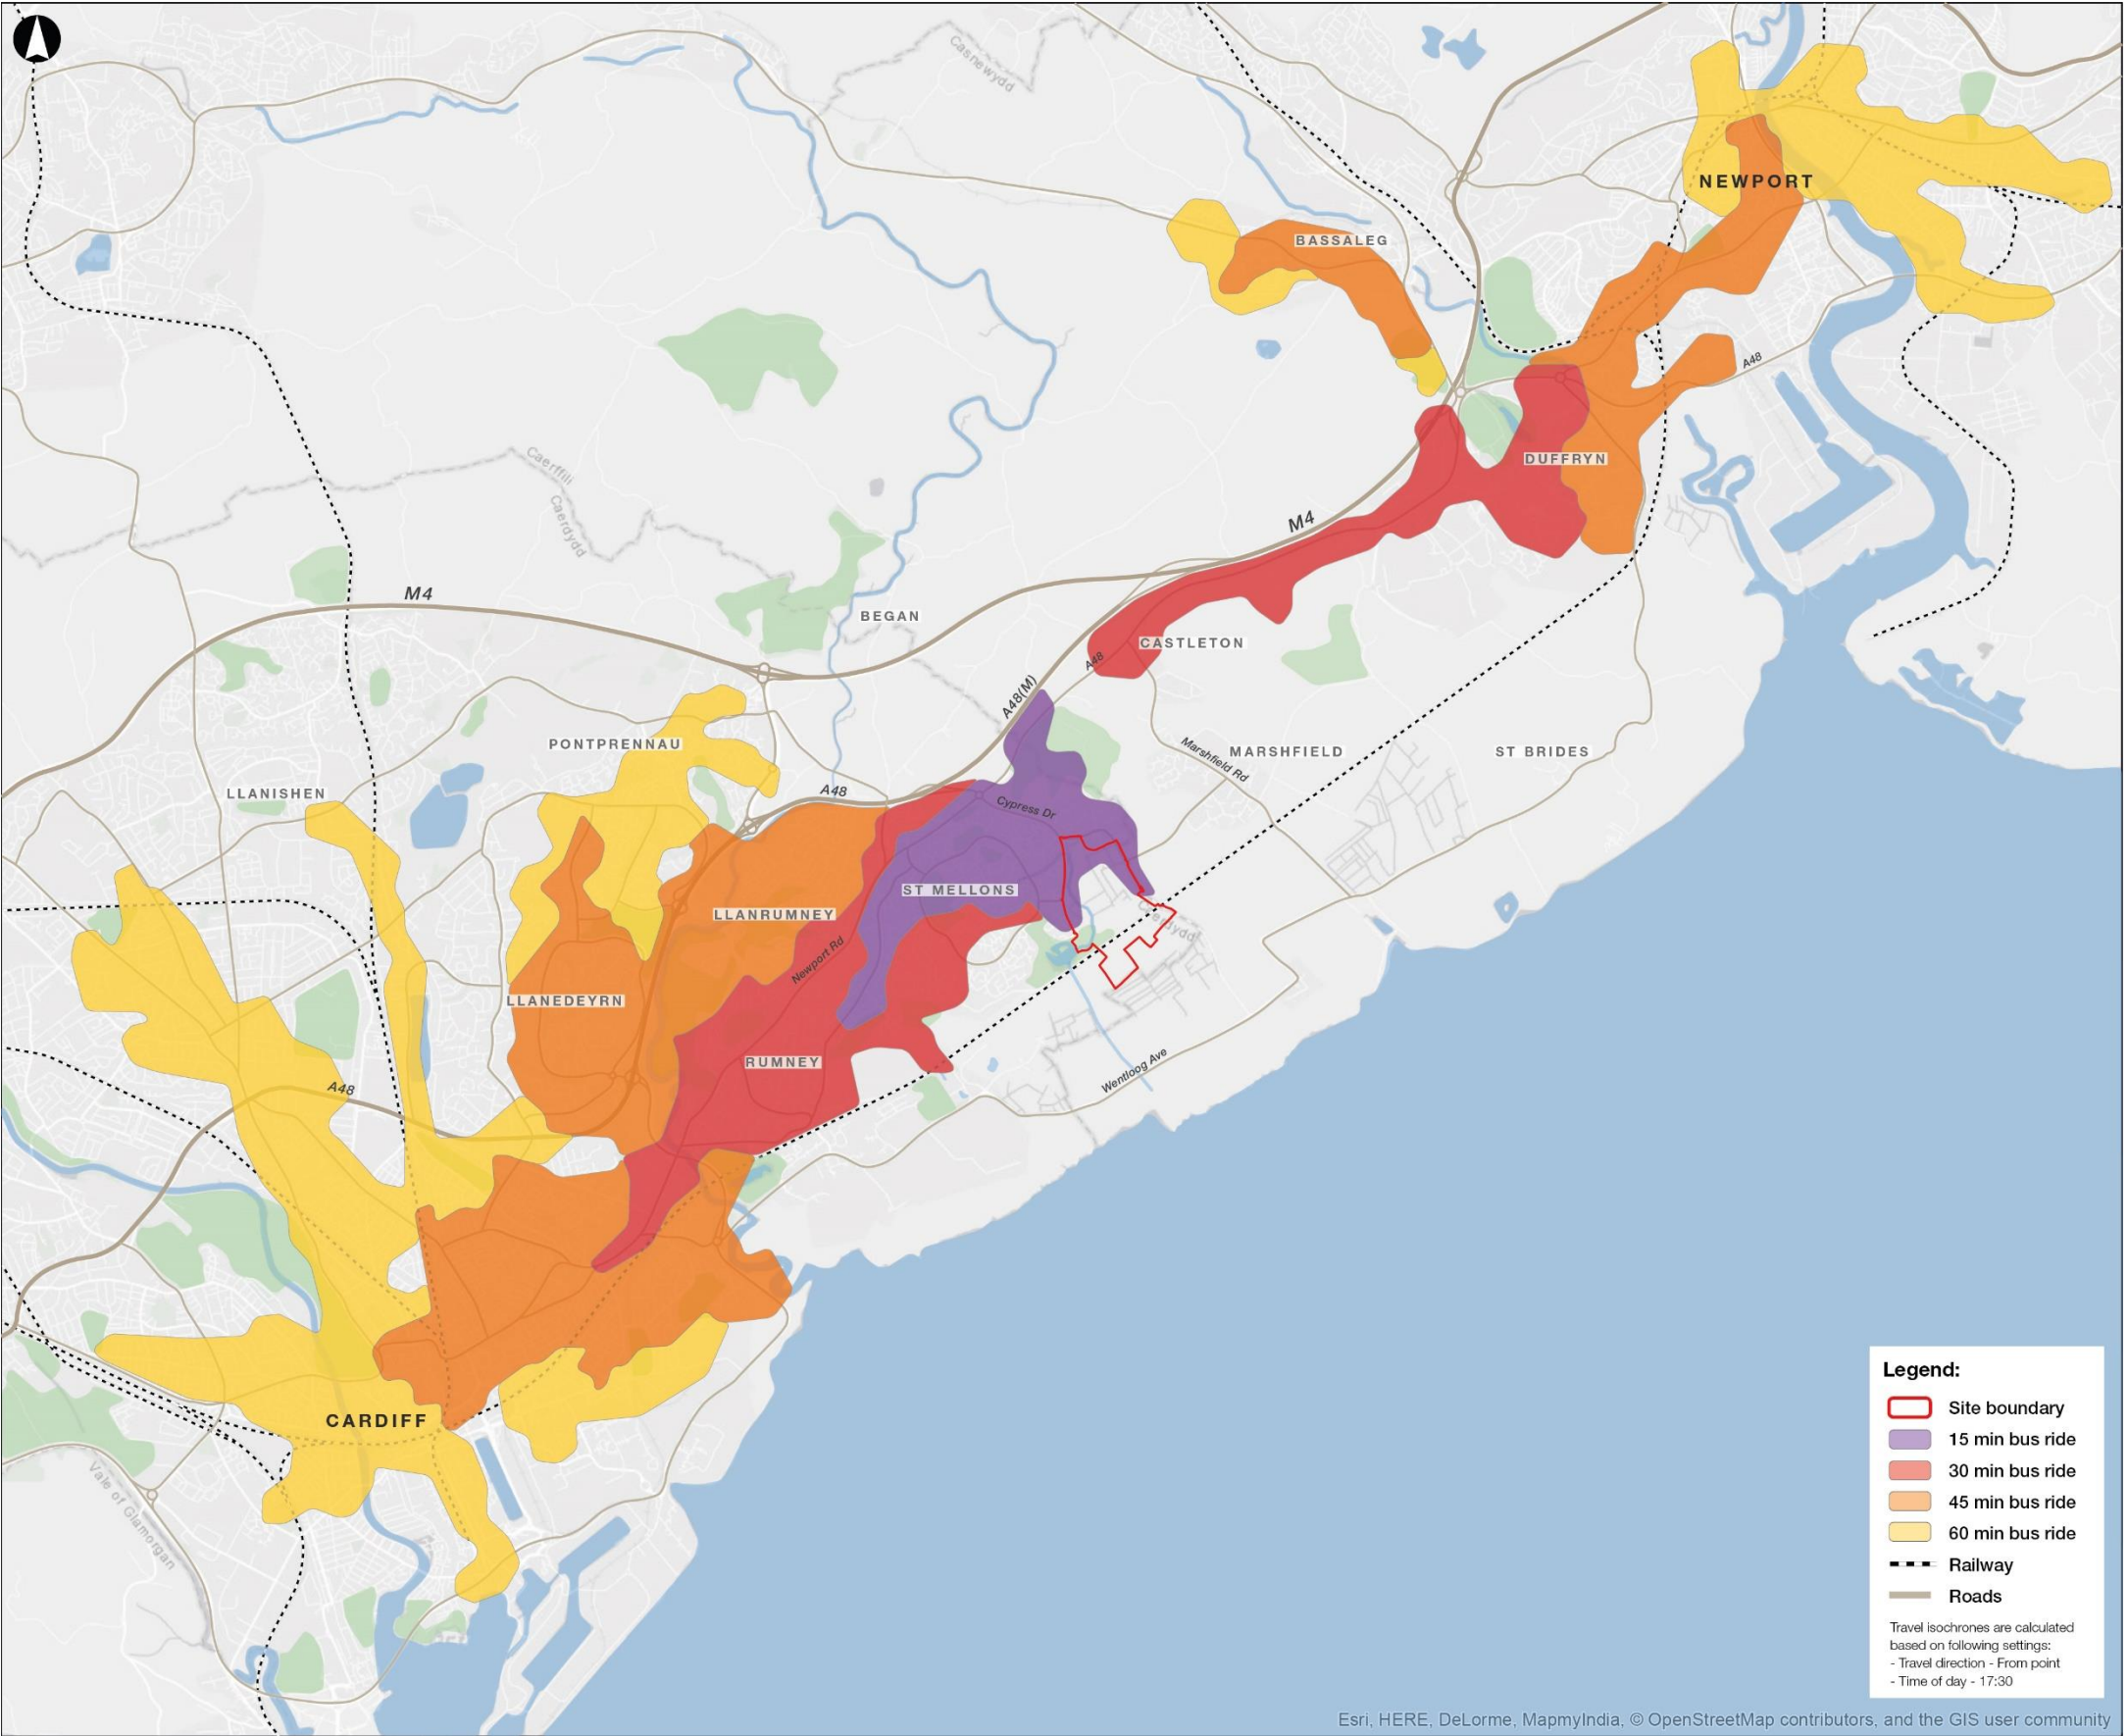 Casnewydd
NEWPORT
BASSALEG
A48
DUFFRYN
Caerffili
Caerdydd
M4
M4
BEGAN
CASTLETON
A48
A48(M)
PONTPRENNAU
Marshfield Rd
MARSHFIELD
ST BRIDES
LLANISHEN
A48
Cypress Dr
ST MELLONS
LLANRUMNEY
Newport Rd
LLANEDEYRN
RUMNEY
Wentloog Ave
A48
CARDIFF
Vale of Glamorgan
Legend:
Site boundary
15 min bus ride
30 min bus ride
45 min bus ride
60 min bus ride
Railway
Roads
Travel isochrones are calculated
based on following settings:
- Travel direction - From point
- Time of day - 17:30
Esri, HERE, DeLorme, MapmyIndia, © OpenStreetMap contributors, and the GIS user community